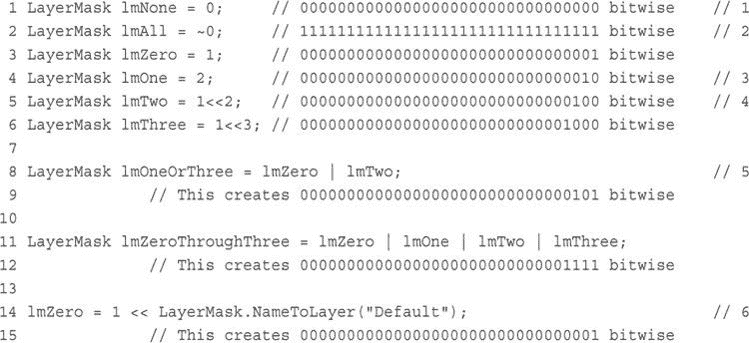 1 LayerMask lmNone = 0;     // 00000000000000000000000000000000 bitwise    // 1
2 LayerMask lmAll = ~0;     // 11111111111111111111111111111111 bitwise    // 2
3 LayerMask lmZero = 1;     // 00000000000000000000000000000001 bitwise
4 LayerMask lmOne = 2;      // 00000000000000000000000000000010 bitwise    // 3
5 LayerMask lmTwo = 1<<2;   // 00000000000000000000000000000100 bitwise    // 4
6 LayerMask lmThree = 1<<3; // 00000000000000000000000000001000 bitwise
7
8 LayerMask lmOneOrThree = lmZero | lmTwo;                                 // 5
9              // This creates 00000000000000000000000000000101 bitwise
10
11 LayerMask lmZeroThroughThree = lmZero | lmOne | lmTwo | lmThree;
12              // This creates 00000000000000000000000000001111 bitwise
13
14 lmZero = 1 << LayerMask.NameToLayer("Default");                          // 6
15              // This creates 00000000000000000000000000000001 bitwise